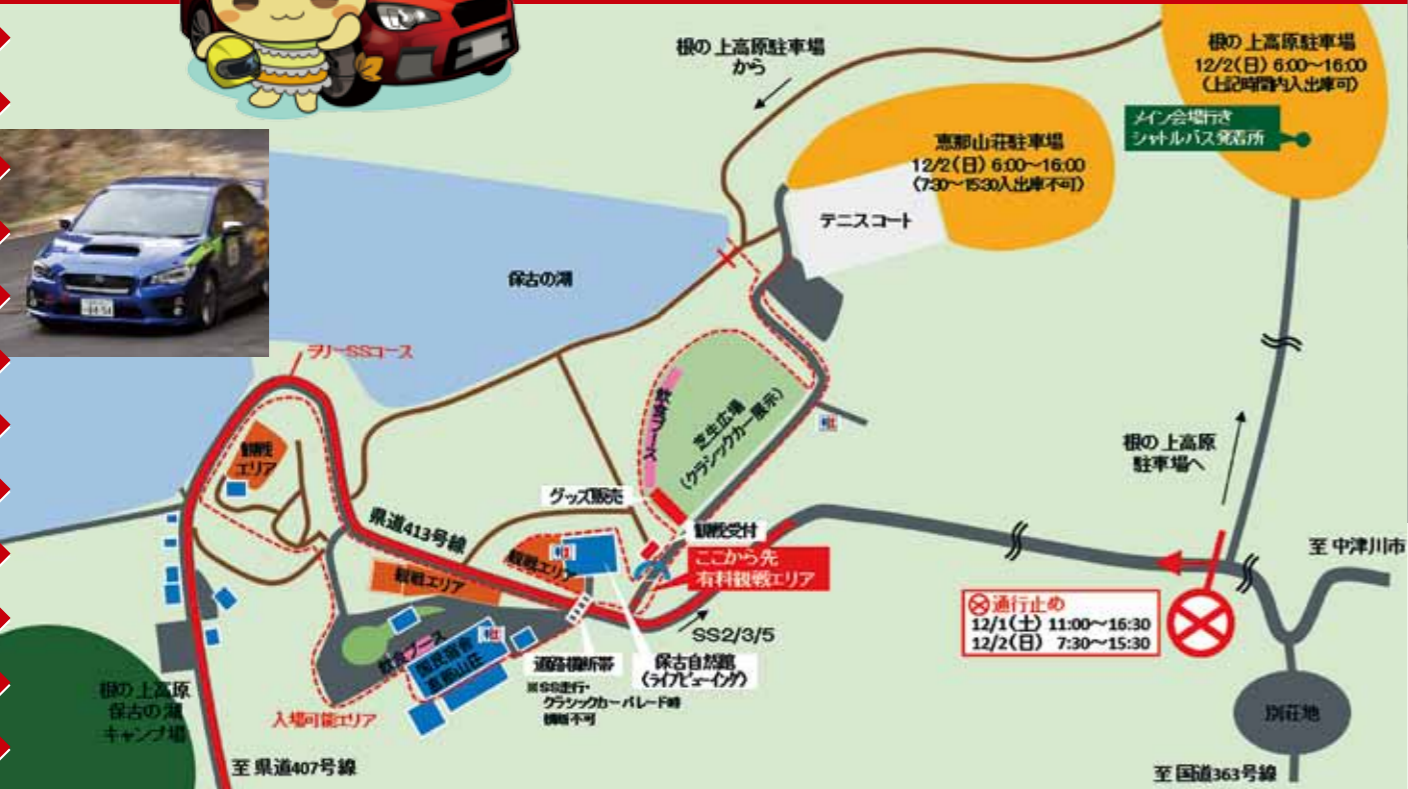 根の上高原駐車場
から
根の上高原駐車場
12/2(日) 6:00～16:00
(上記時間内入出庫可)
メイン会場行き
シャトルバス発着所
恵那山荘駐車場
12/2(日) 6:00～16:00
(7:30～15:30入出庫不可)
テニスコート
保古の湖
ラリーSSコース
観戦
エリア
飲食ブース
芝生広場
(クラシックカー展示)
グッズ販売
観戦受付
ここから先
有料観戦エリア
県道413号線
観戦エリア
観戦エリア
SS2/3/5
根の上高原
駐車場へ
至 中津川市
通行止め
12/1(土) 11:00～16:30
12/2(日) 7:30～15:30
飲食ブース
国民宿舎
恵那山荘
道路横断帯
※SS走行・
クラシックカーパレード時
横断不可
保古自然館
(ライブビューイング)
入場可能エリア
根の上高原
保古の湖
キャンプ場
至 県道407号線
別荘地
至 国道363号線